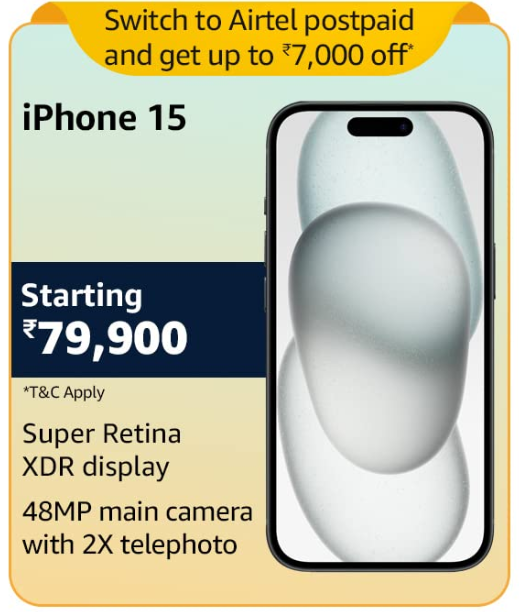 Switch to Airtel postpaid
and get up to ₹7,000 off*
iPhone 15
Starting
₹79,900
*T&C Apply
Super Retina
XDR display
48MP main camera
with 2X telephoto